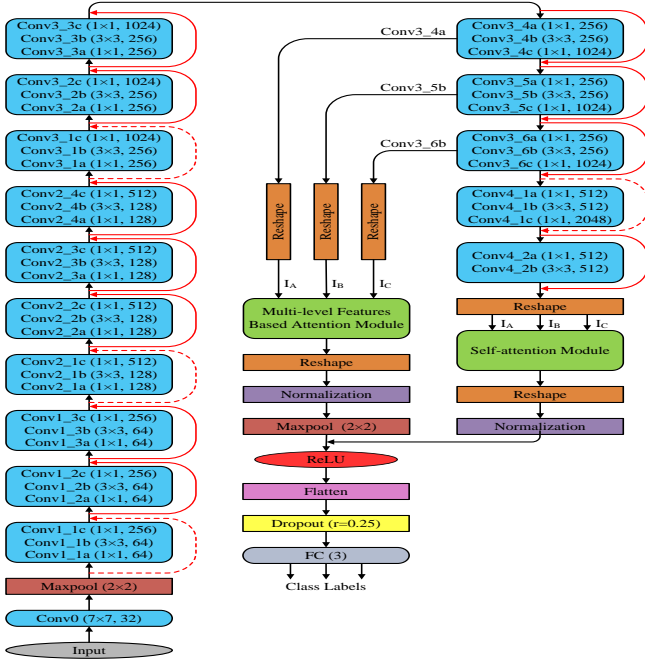 Conv3_3c (1×1, 1024)
Conv3_3b (3×3, 256)
Conv3_3a (1×1, 256)
Conv3_2c (1×1, 1024)
Conv3_2b (3×3, 256)
Conv3_2a (1×1, 256)
Conv3_1c (1×1, 1024)
Conv3_1b (3×3, 256)
Conv3_1a (1×1, 256)
Conv2_4c (1×1, 512)
Conv2_4b (3×3, 128)
Conv2_4a (1×1, 128)
Conv2_3c (1×1, 512)
Conv2_3b (3×3, 128)
Conv2_3a (1×1, 128)
Conv2_2c (1×1, 512)
Conv2_2b (3×3, 128)
Conv2_2a (1×1, 128)
Conv2_1c (1×1, 512)
Conv2_1b (3×3, 128)
Conv2_1a (1×1, 128)
Conv1_3c (1×1, 256)
Conv1_3b (3×3, 64)
Conv1_3a (1×1, 64)
Conv1_2c (1×1, 256)
Conv1_2b (3×3, 64)
Conv1_2a (1×1, 64)
Conv1_1c (1×1, 256)
Conv1_1b (3×3, 64)
Conv1_1a (1×1, 64)
Maxpool (2×2)
Conv0 (7×7, 32)
Input
Conv3_4a
Conv3_5b
Conv3_6b
Reshape
Reshape
Reshape
I_A
I_B
I_C
Multi-level Features
Based Attention Module
Reshape
Normalization
Maxpool (2×2)
ReLU
Flatten
Dropout (r=0.25)
FC (3)
Class Labels
Conv3_4a (1×1, 256)
Conv3_4b (3×3, 256)
Conv3_4c (1×1, 1024)
Conv3_5a (1×1, 256)
Conv3_5b (3×3, 256)
Conv3_5c (1×1, 1024)
Conv3_6a (1×1, 256)
Conv3_6b (3×3, 256)
Conv3_6c (1×1, 1024)
Conv4_1a (1×1, 512)
Conv4_1b (3×3, 512)
Conv4_1c (1×1, 2048)
Conv4_2a (1×1, 512)
Conv4_2b (3×3, 512)
Reshape
I_A
I_B
I_C
Self-attention Module
Reshape
Normalization